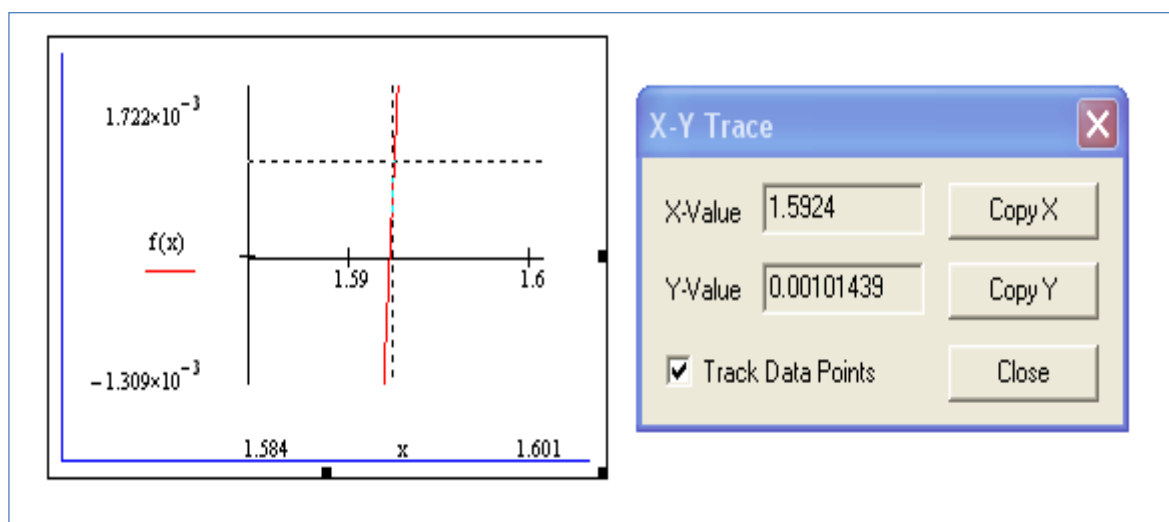 1.722×10⁻³
f(x)
1.59
1.6
−1.309×10⁻³
1.584
x
1.601
X-Y Trace
X-Value 1.5924 Copy X
Y-Value 0.00101439 Copy Y
Track Data Points Close